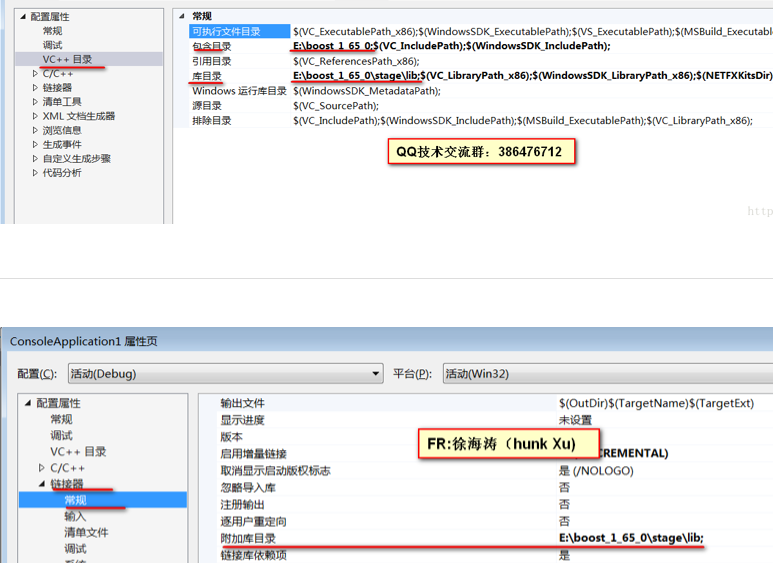 配置属性
常规
调试
VC++ 目录
C/C++
链接器
清单工具
XML 文档生成器
浏览信息
生成事件
自定义生成步骤
代码分析
常规
可执行文件目录 $(VC_ExecutablePath_x86);$(WindowsSDK_ExecutablePath);$(VS_ExecutablePath);$(MSBuild_Executabl
包含目录 E:\boost_1_65_0;$(VC_IncludePath);$(WindowsSDK_IncludePath);
引用目录 $(VC_ReferencesPath_x86);
库目录 E:\boost_1_65_0\stage\lib;$(VC_LibraryPath_x86);$(WindowsSDK_LibraryPath_x86);$(NETFXKitsDir)
Windows 运行库目录 $(WindowsSDK_MetadataPath);
源目录 $(VC_SourcePath);
排除目录 $(VC_IncludePath);$(WindowsSDK_IncludePath);$(MSBuild_ExecutablePath);$(VC_LibraryPath_x86);
QQ技术交流群：386476712
http
ConsoleApplication1 属性页
配置(C): 活动(Debug) 平台(P): 活动(Win32)
配置属性
常规
调试
VC++ 目录
C/C++
链接器
常规
输入
清单文件
调试
输出文件 $(OutDir)$(TargetName)$(TargetExt)
显示进度 未设置
版本
启用增量链接 CREMENTAL)
取消显示启动版权标志 是 (/NOLOGO)
忽略导入库 否
注册输出 否
逐用户重定向 否
附加库目录 E:\boost_1_65_0\stage\lib;
链接库依赖项 是
FR:徐海涛（hunk Xu）